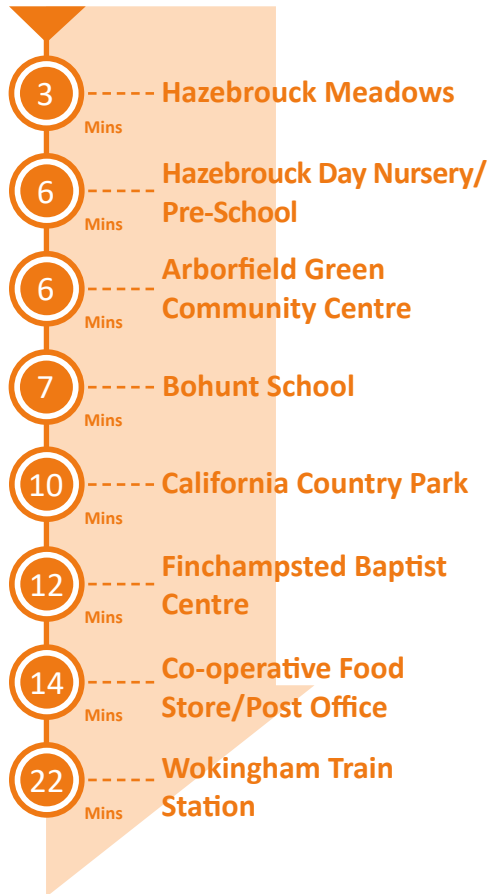 3
Mins
Hazebrouck Meadows
6
Mins
Hazebrouck Day Nursery/
Pre-School
6
Mins
Arborfield Green
Community Centre
7
Mins
Bohunt School
10
Mins
California Country Park
12
Mins
Finchampsted Baptist
Centre
14
Mins
Co-operative Food
Store/Post Office
22
Mins
Wokingham Train
Station